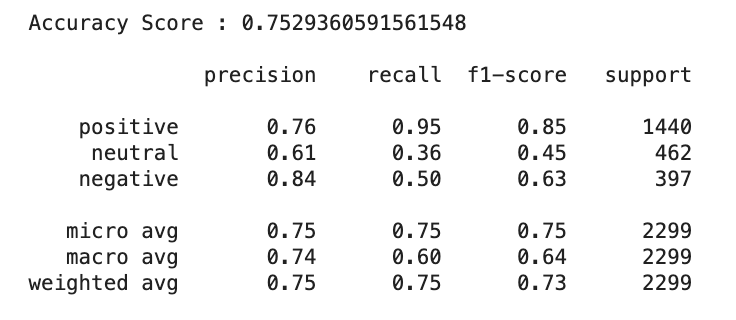 Accuracy Score : 0.7529360591561548
precision recall f1-score support
positive 0.76 0.95 0.85 1440
neutral 0.61 0.36 0.45 462
negative 0.84 0.50 0.63 397
micro avg 0.75 0.75 0.75 2299
macro avg 0.74 0.60 0.64 2299
weighted avg 0.75 0.75 0.73 2299